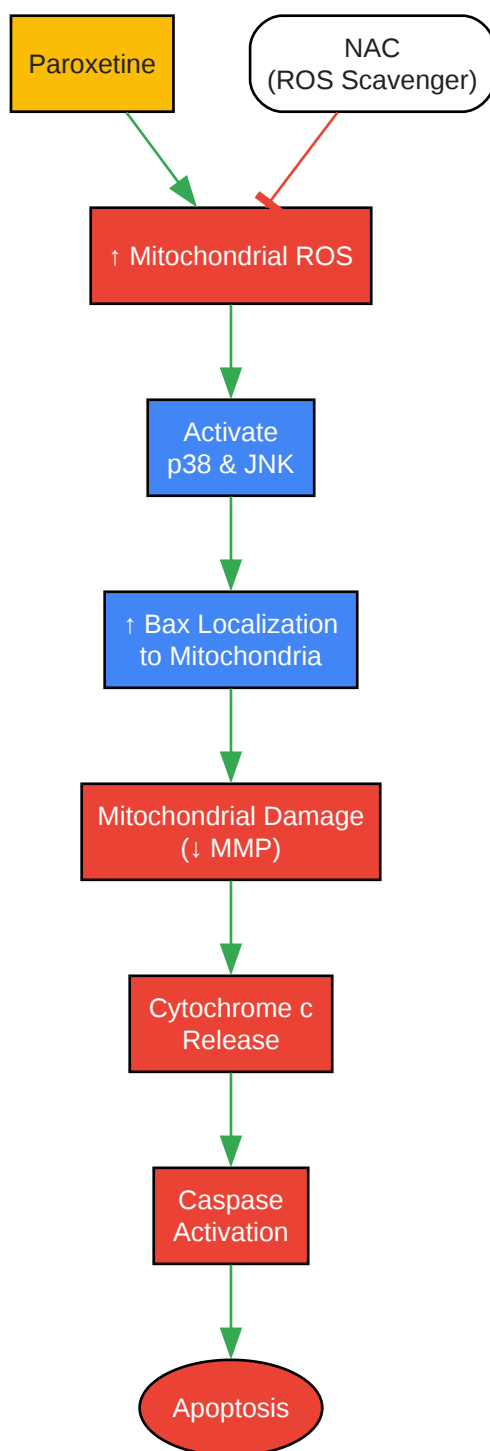 Paroxetine
NAC
(ROS Scavenger)
↑ Mitochondrial ROS
Activate
p38 & JNK
↑ Bax Localization
to Mitochondria
Mitochondrial Damage
(↓ MMP)
Cytochrome c
Release
Caspase
Activation
Apoptosis